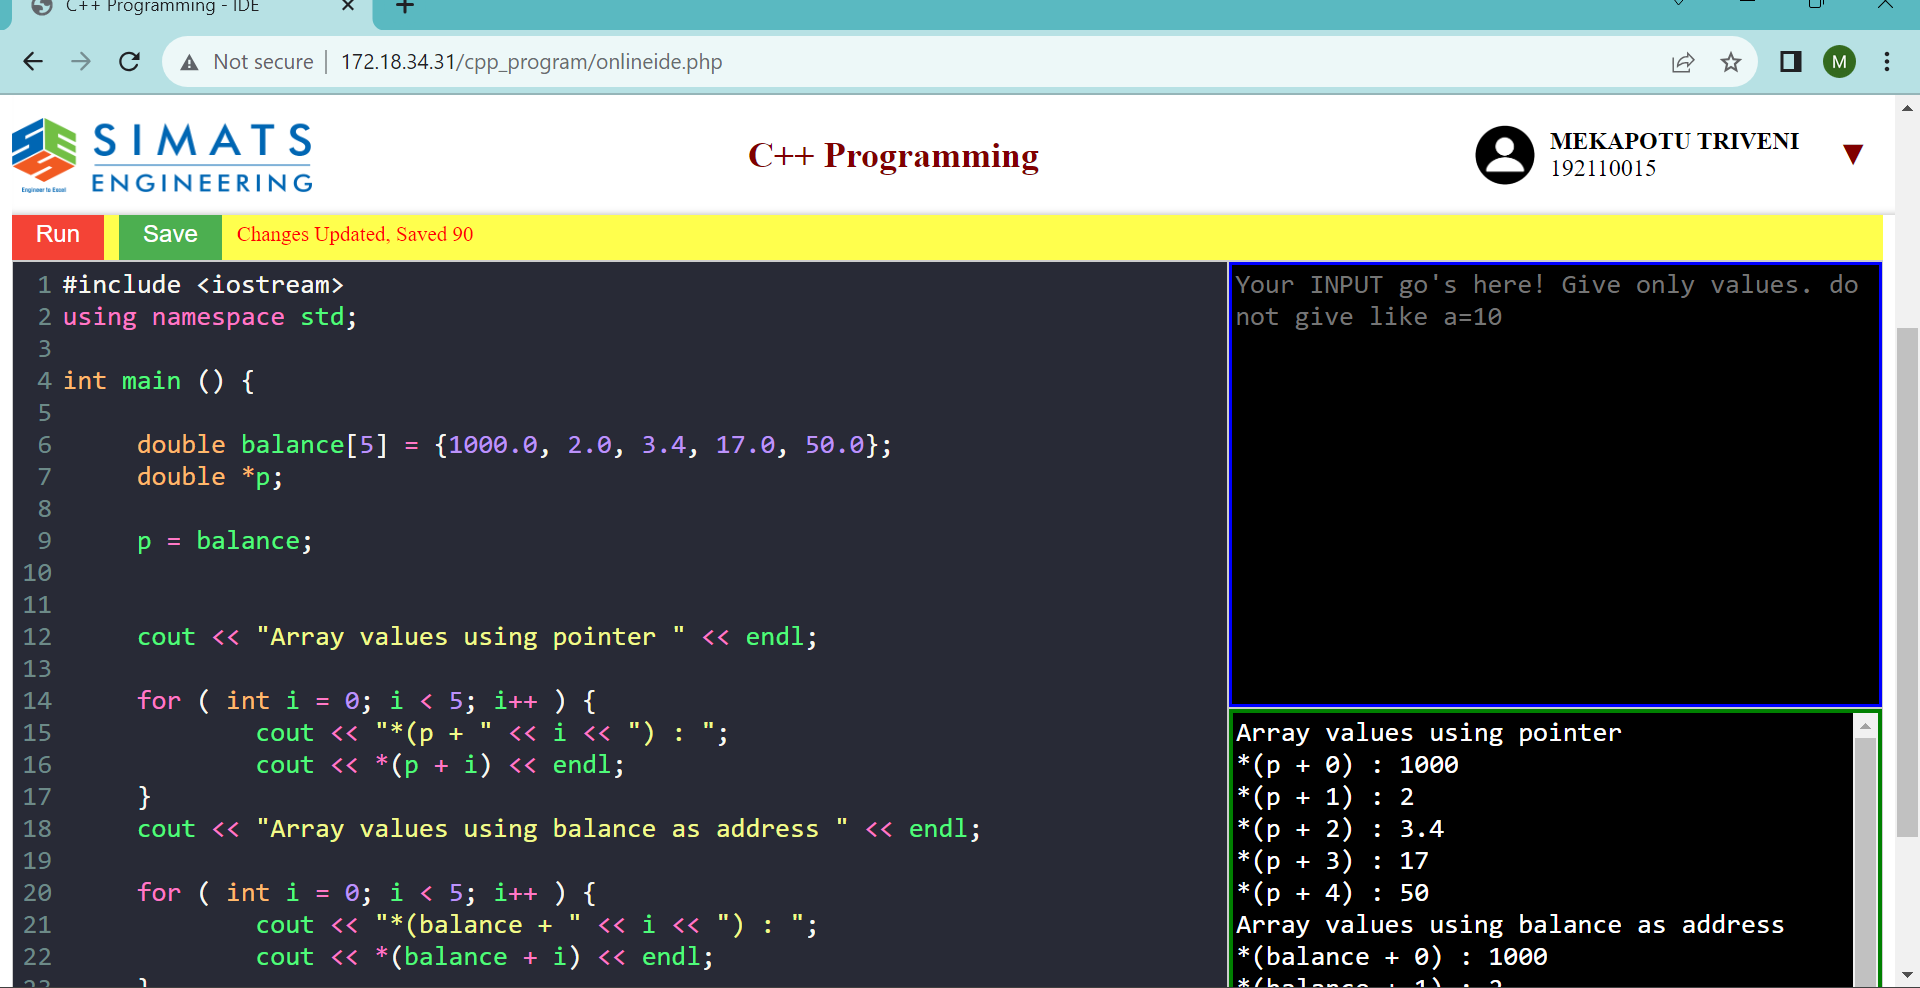 C++ Programming - IDE
Not secure | 172.18.34.31/cpp_program/onlineide.php
M
SIMATS
ENGINEERING
Engineer to Excel
C++ Programming
MEKAPOTU TRIVENI
192110015
Run
Save
Changes Updated, Saved 90
1 #include <iostream>
2 using namespace std;
3
4 int main () {
5
6 double balance[5] = {1000.0, 2.0, 3.4, 17.0, 50.0};
7 double *p;
8
9 p = balance;
10
11
12 cout << "Array values using pointer " << endl;
13
14 for ( int i = 0; i < 5; i++ ) {
15 cout << "*(p + " << i << ") : ";
16 cout << *(p + i) << endl;
17 }
18 cout << "Array values using balance as address " << endl;
19
20 for ( int i = 0; i < 5; i++ ) {
21 cout << "*(balance + " << i << ") : ";
22 cout << *(balance + i) << endl;
23 }
Your INPUT go's here! Give only values. do
not give like a=10
Array values using pointer
*(p + 0) : 1000
*(p + 1) : 2
*(p + 2) : 3.4
*(p + 3) : 17
*(p + 4) : 50
Array values using balance as address
*(balance + 0) : 1000
*(balance + 1) : 2